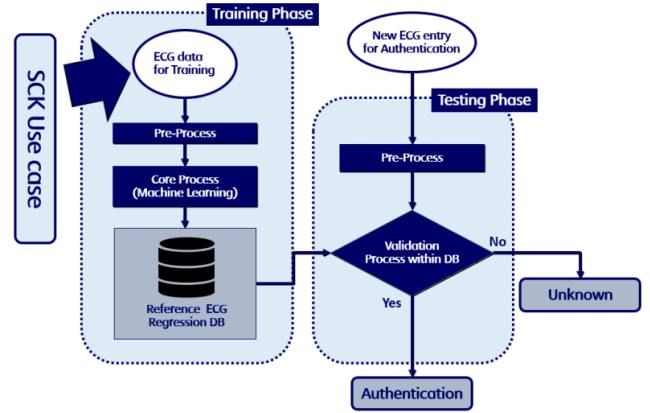 SCK Use case
Training Phase
ECG data
for Training
Pre-Process
Core Process
(Machine Learning)
Reference ECG
Regression DB
New ECG entry
for Authentication
Testing Phase
Pre-Process
Validation
Process within DB
No
Yes
Unknown
Authentication